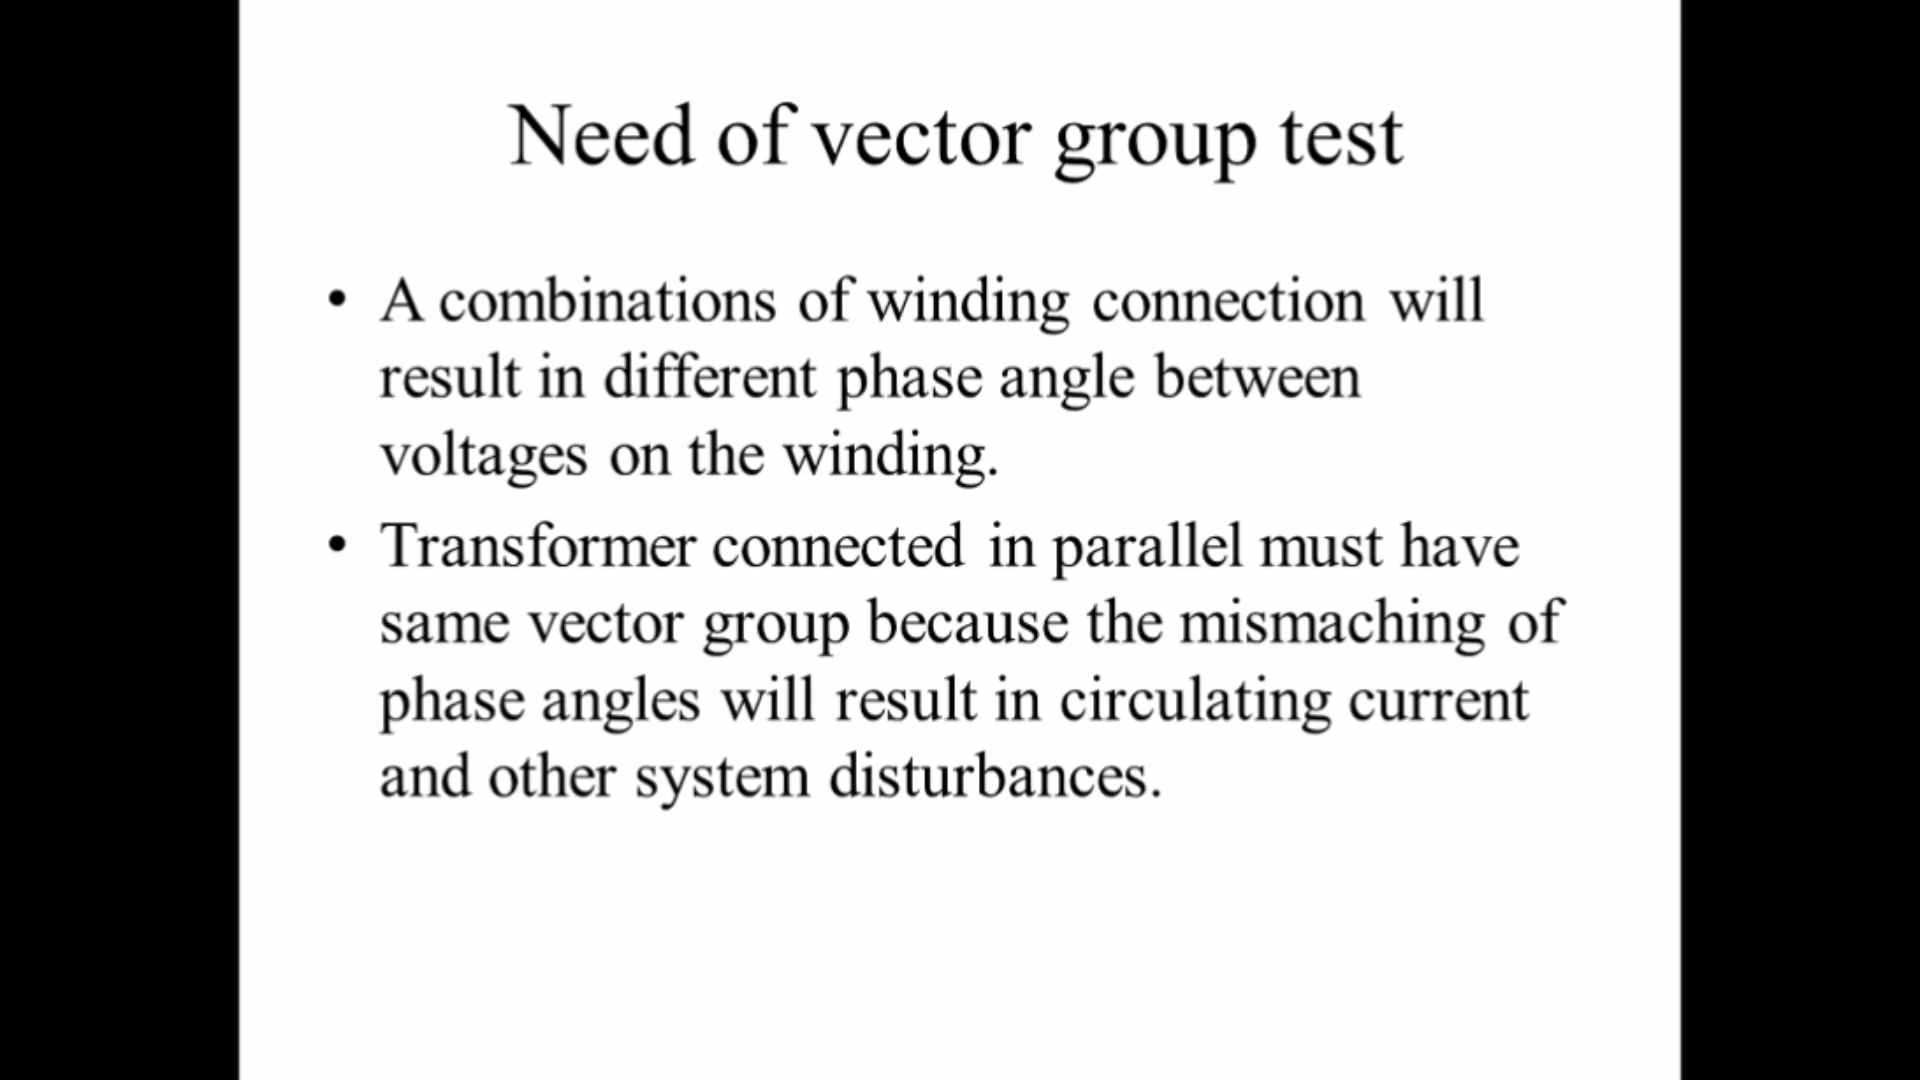 Need of vector group test
• A combinations of winding connection will
result in different phase angle between
voltages on the winding.
• Transformer connected in parallel must have
same vector group because the mismaching of
phase angles will result in circulating current
and other system disturbances.